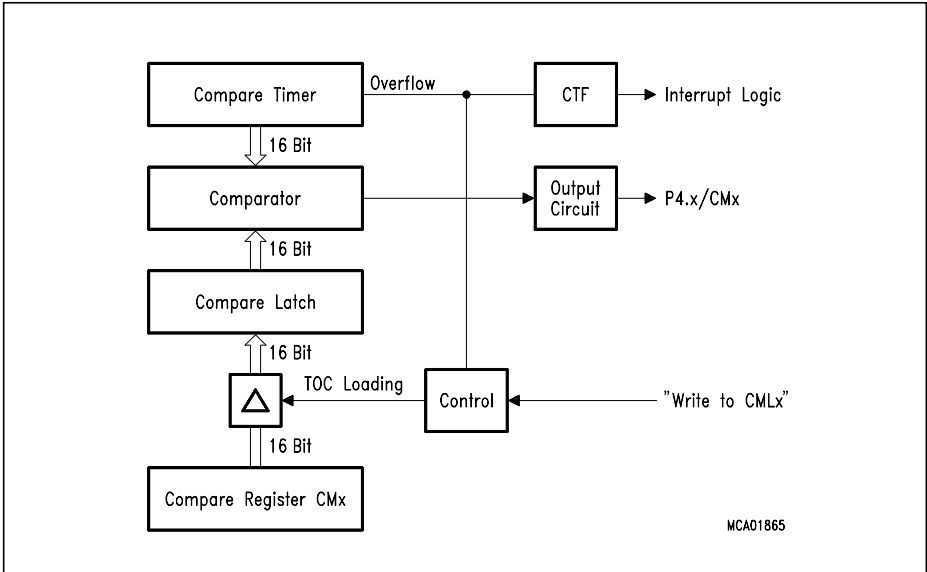 Compare Timer
Overflow
CTF
Interrupt Logic
16 Bit
Comparator
Output
Circuit
P4.x/CMx
16 Bit
Compare Latch
16 Bit
TOC Loading
Control
"Write to CMLx"
16 Bit
Compare Register CMx
MCA01865